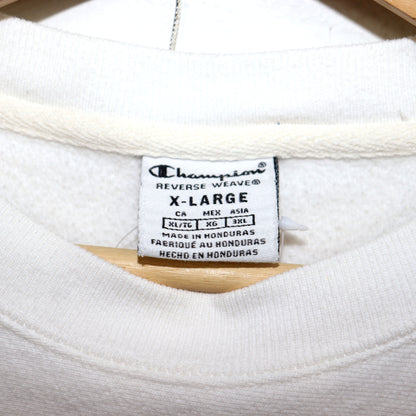 Champion
REVERSE WEAVE®
X-LARGE
CA MEX ASIA
XL/TG XG 3XL
MADE IN HONDURAS
FABRIQUÉ AU HONDURAS
HECHO EN HONDURAS